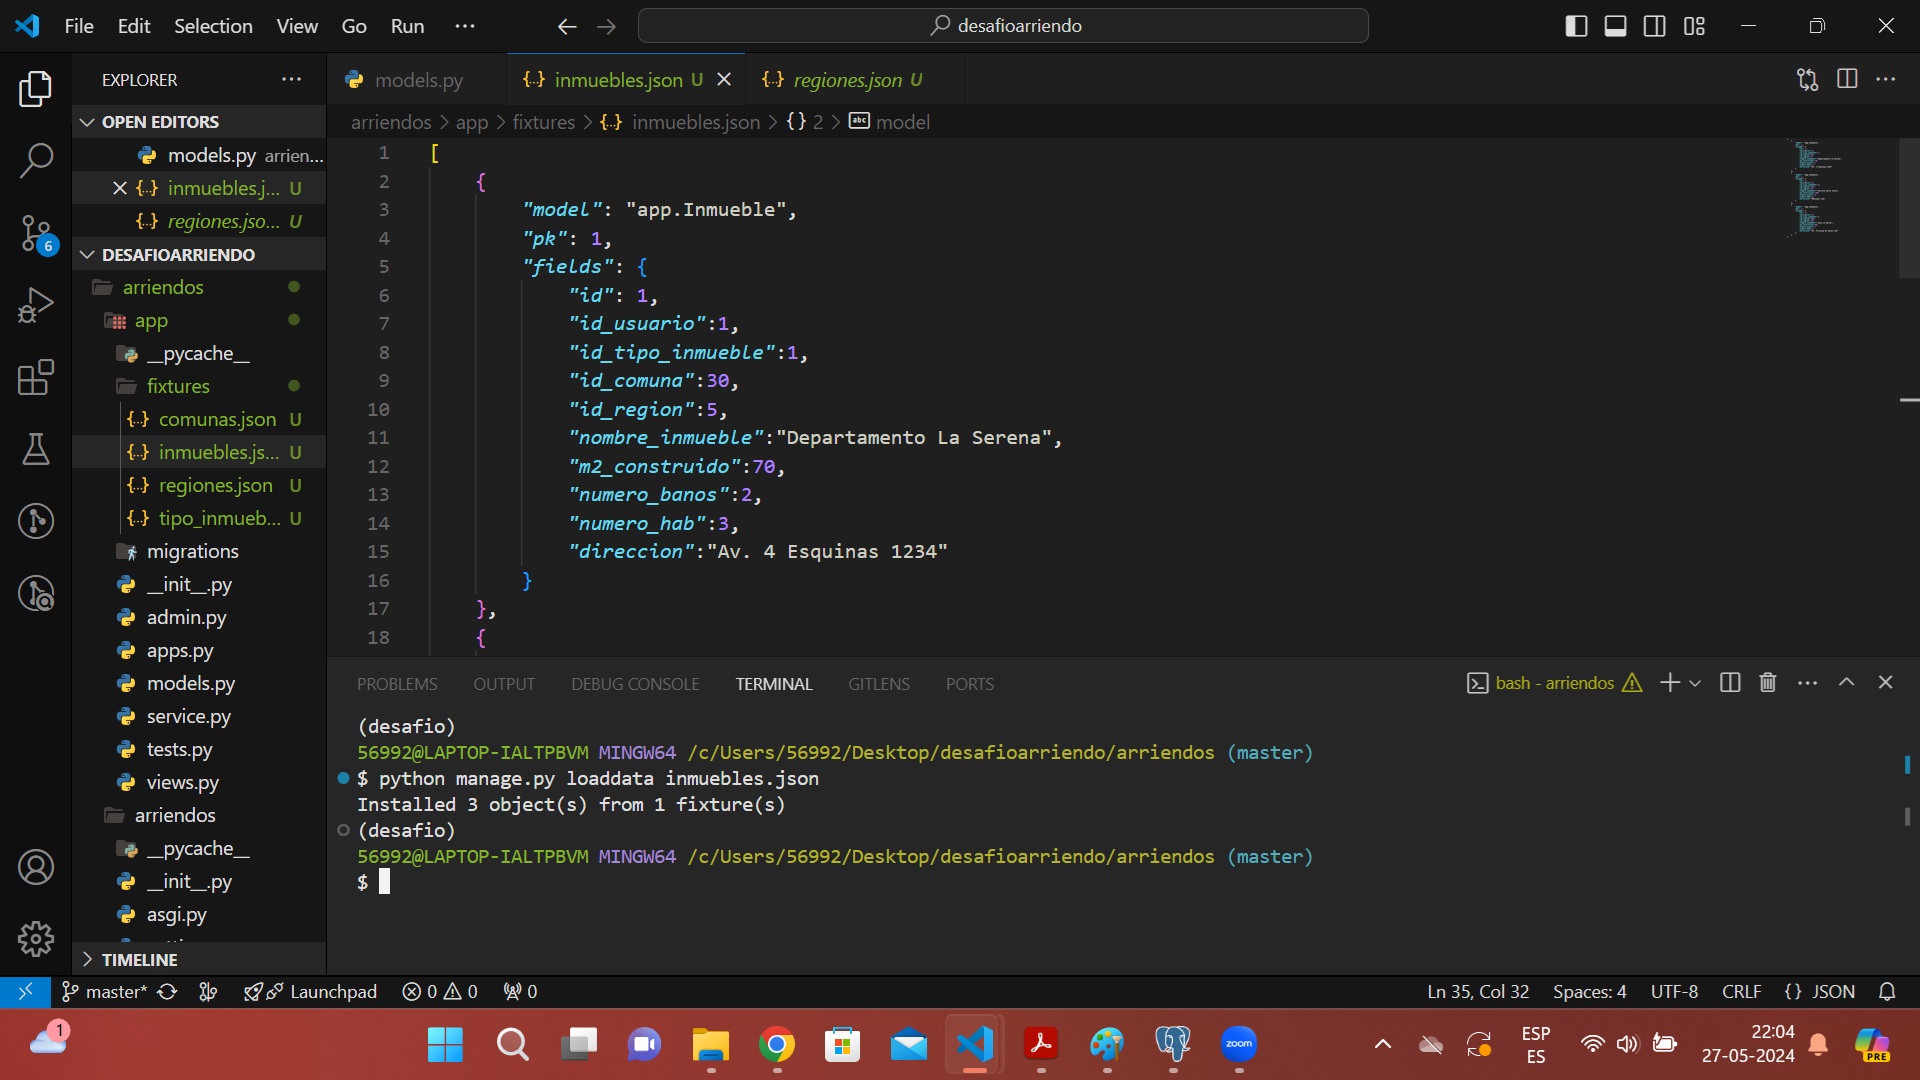 File Edit Selection View Go Run ···
desafioarriendo
EXPLORER
OPEN EDITORS
models.py arrien...
inmuebles.j... U
regiones.jso... U
DESAFIOARRIENDO
arriendos
app
__pycache__
fixtures
comunas.json U
inmuebles.js... U
regiones.json U
tipo_inmueb... U
migrations
__init__.py
admin.py
apps.py
models.py
service.py
tests.py
views.py
arriendos
__pycache__
__init__.py
asgi.py
TIMELINE
6
models.py
{..} inmuebles.json U
{..} regiones.json U
arriendos > app > fixtures > {..} inmuebles.json > {} 2 > abc model
1 [
2 {
3 "model": "app.Inmueble",
4 "pk": 1,
5 "fields": {
6 "id": 1,
7 "id_usuario":1,
8 "id_tipo_inmueble":1,
9 "id_comuna":30,
10 "id_region":5,
11 "nombre_inmueble":"Departamento La Serena",
12 "m2_construido":70,
13 "numero_banos":2,
14 "numero_hab":3,
15 "direccion":"Av. 4 Esquinas 1234"
16 }
17 },
18 {
PROBLEMS OUTPUT DEBUG CONSOLE TERMINAL GITLENS PORTS
bash - arriendos
(desafio)
56992@LAPTOP-IALTPBVM MINGW64 /c/Users/56992/Desktop/desafioarriendo/arriendos (master)
$ python manage.py loaddata inmuebles.json
Installed 3 object(s) from 1 fixture(s)
(desafio)
56992@LAPTOP-IALTPBVM MINGW64 /c/Users/56992/Desktop/desafioarriendo/arriendos (master)
$
master* Launchpad 0 0 0
Ln 35, Col 32 Spaces: 4 UTF-8 CRLF {} JSON
1
zoom
ESP
ES
22:04
27-05-2024
PRE